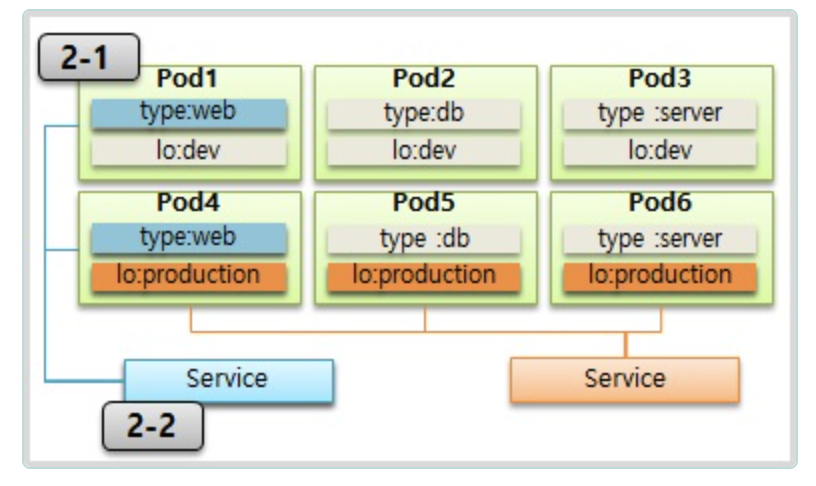 2-1
Pod1
type:web
lo:dev
Pod2
type:db
lo:dev
Pod3
type :server
lo:dev
Pod4
type:web
lo:production
Pod5
type :db
lo:production
Pod6
type :server
lo:production
Service
2-2
Service